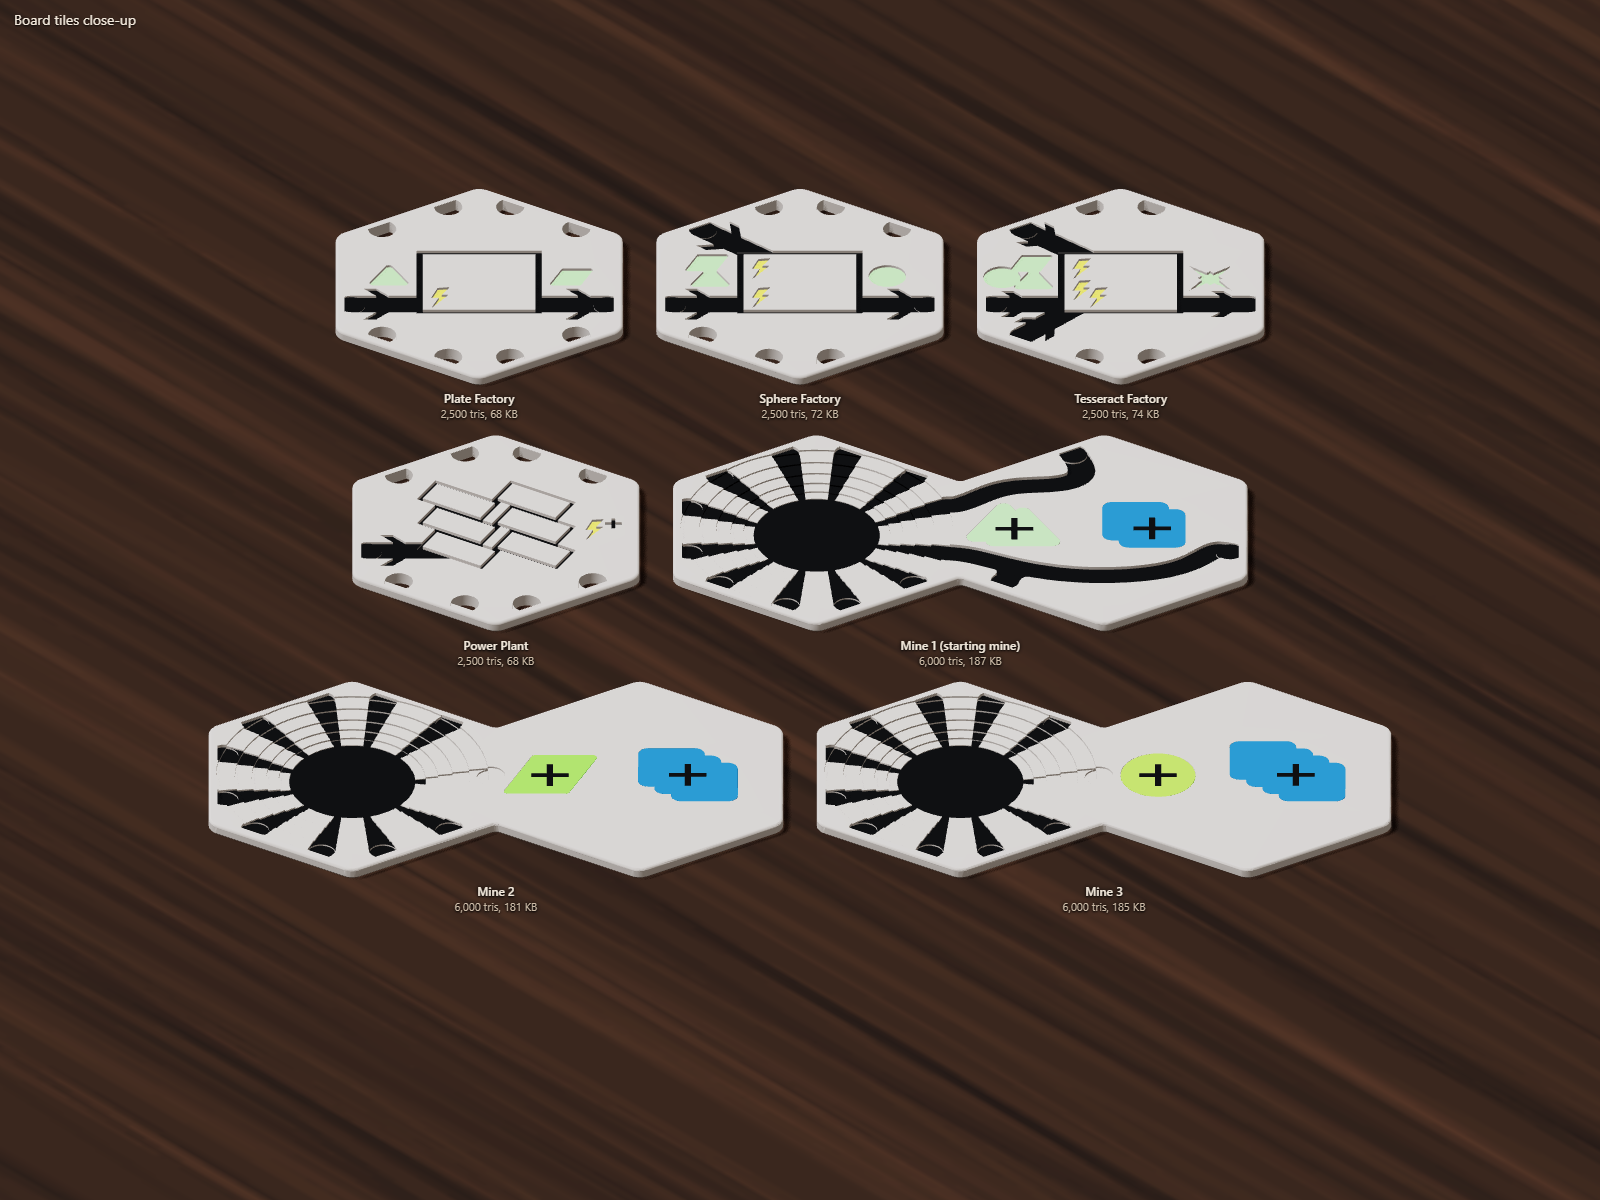 Board tiles close-up
Plate Factory
2,500 tris, 68 KB
Sphere Factory
2,500 tris, 72 KB
Tesseract Factory
2,500 tris, 74 KB
Power Plant
2,500 tris, 68 KB
Mine 1 (starting mine)
6,000 tris, 187 KB
Mine 2
6,000 tris, 181 KB
Mine 3
6,000 tris, 185 KB